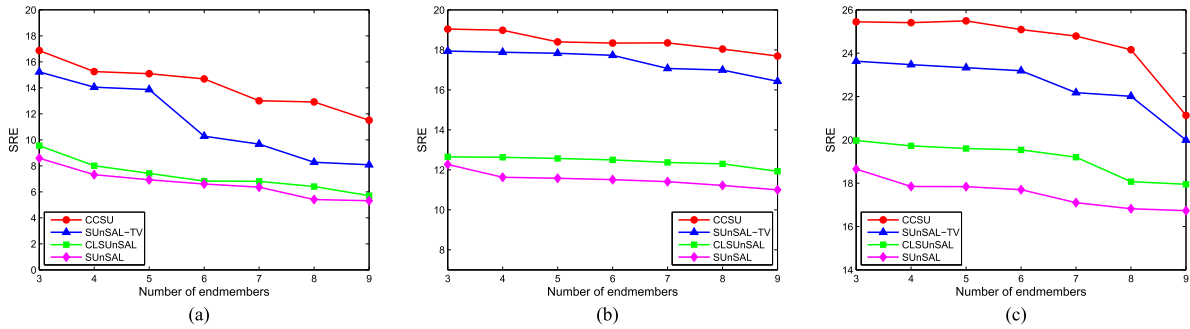 20
18
16
14
12
10
8
6
4
2
0
SRE
CCSU
SUnSAL-TV
CLSUnSAL
SUnSAL
3 4 5 6 7 8 9
Number of endmembers
(a)
20
18
16
14
12
10
8
SRE
CCSU
SUnSAL-TV
CLSUnSAL
SUnSAL
3 4 5 6 7 8 9
Number of endmembers
(b)
26
24
22
20
18
16
14
SRE
CCSU
SUnSAL-TV
CLSUnSAL
SUnSAL
3 4 5 6 7 8 9
Number of endmembers
(c)